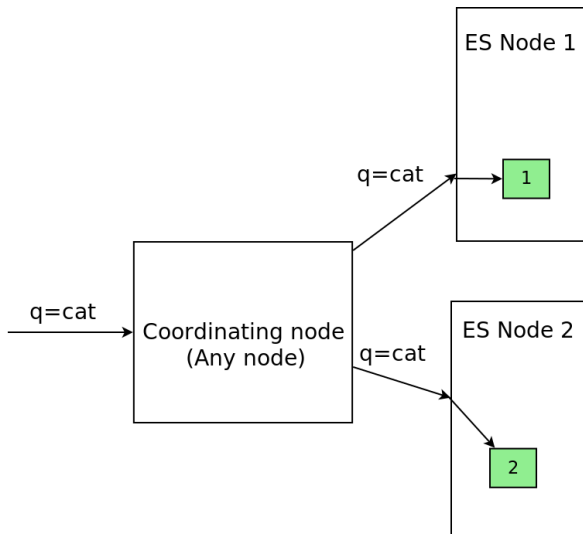 ES Node 1
q=cat
1
q=cat
Coordinating node
(Any node)
q=cat
ES Node 2
2